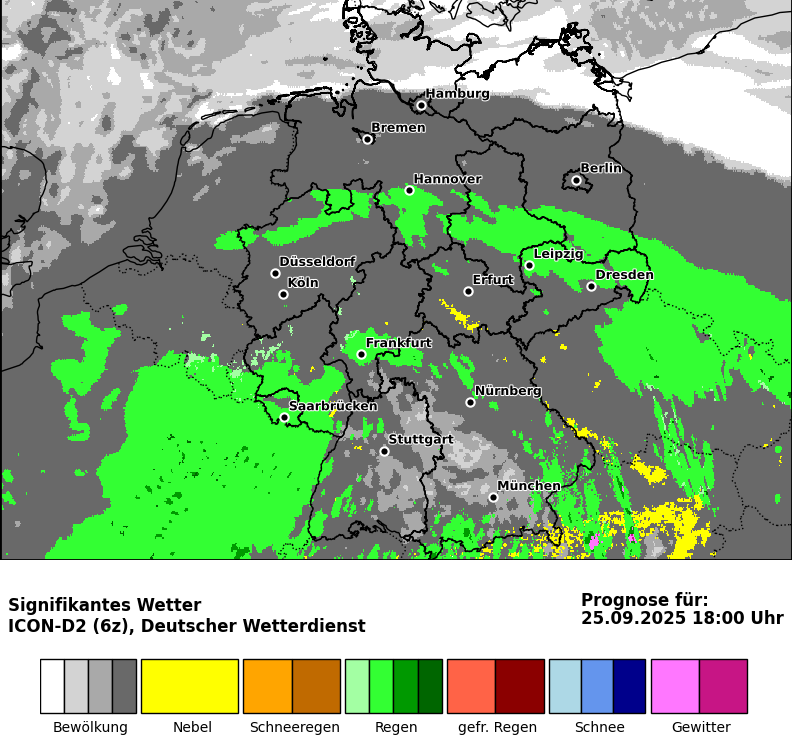 Hamburg
Bremen
Berlin
Hannover
Leipzig
Düsseldorf
Dresden
Köln
Erfurt
Frankfurt
Nürnberg
Saarbrücken
Stuttgart
München
Signifikantes Wetter
ICON-D2 (6z), Deutscher Wetterdienst
Prognose für:
25.09.2025 18:00 Uhr
Bewölkung Nebel Schneeregen Regen gefr. Regen Schnee Gewitter